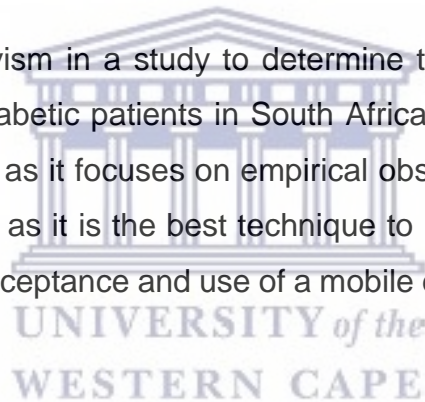 vism in a study to determine t
abetic patients in South Africa
as it focuses on empirical obs
as it is the best technique to
cceptance and use of a mobile
UNIVERSITY of the
WESTERN CAPE